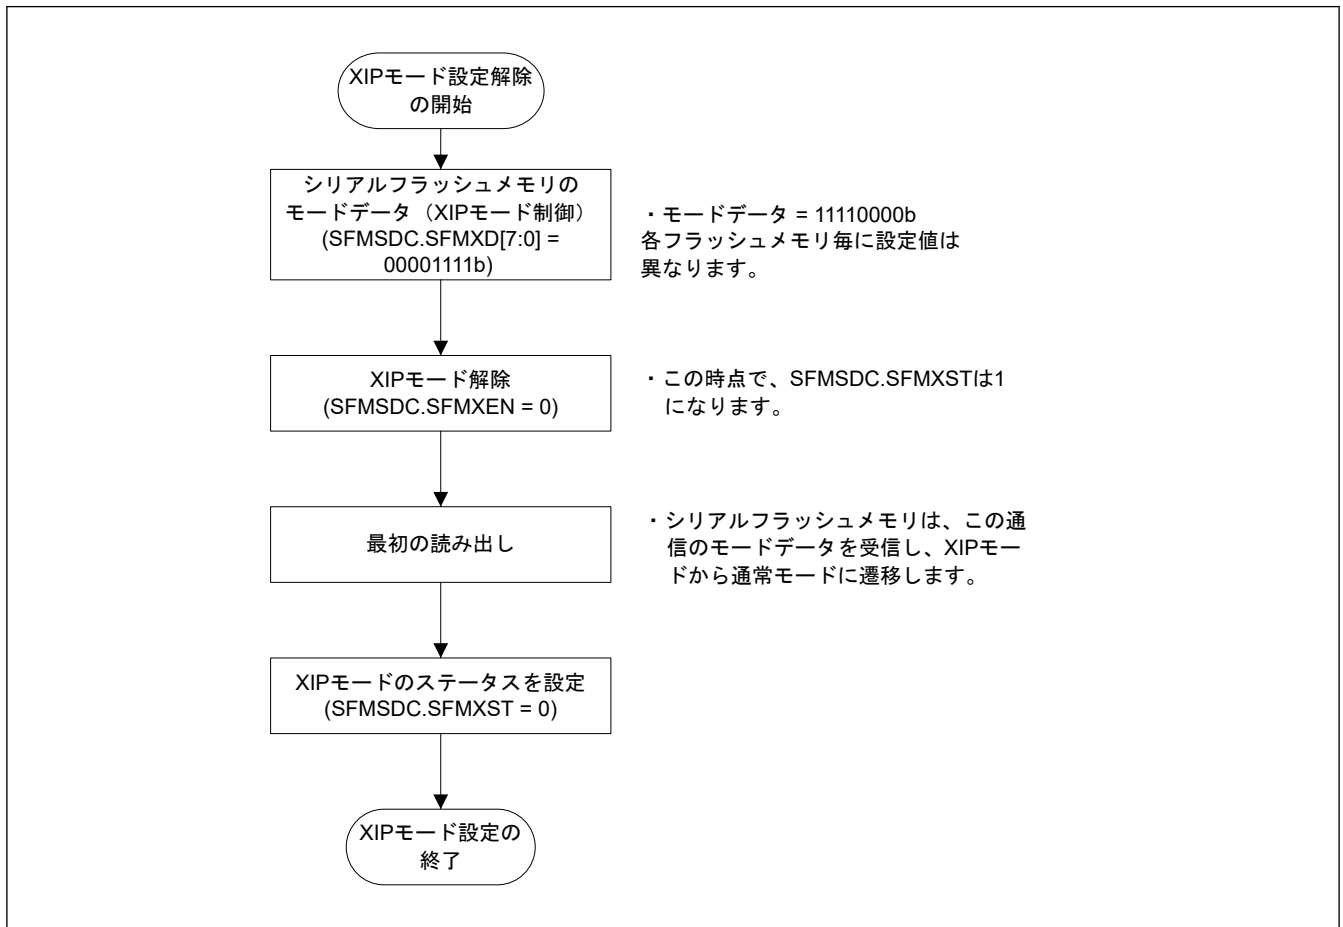 XIPモード設定解除
の開始
シリアルフラッシュメモリの
モードデータ（XIPモード制御）
(SFMSDC.SFMXD[7:0] =
00001111b)
・モードデータ = 11110000b
各フラッシュメモリ毎に設定値は
異なります。
XIPモード解除
(SFMSDC.SFMXEN = 0)
・この時点で、SFMSDC.SFMXSTは1
になります。
最初の読み出し
・シリアルフラッシュメモリは、この通
信のモードデータを受信し、XIPモー
ドから通常モードに遷移します。
XIPモードのステータスを設定
(SFMSDC.SFMXST = 0)
XIPモード設定の
終了